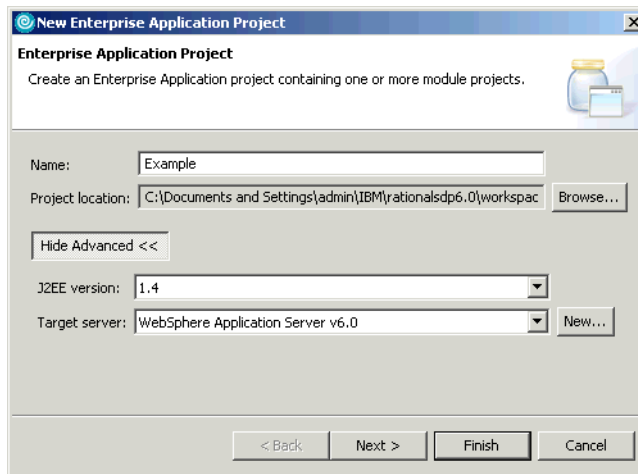 New Enterprise Application Project
Enterprise Application Project
Create an Enterprise Application project containing one or more module projects.
Name: Example
Project location: C:\Documents and Settings\admin\IBM\rationalsdp6.0\workspac Browse...
Hide Advanced <<
J2EE version: 1.4
Target server: WebSphere Application Server v6.0 New...
< Back Next > Finish Cancel